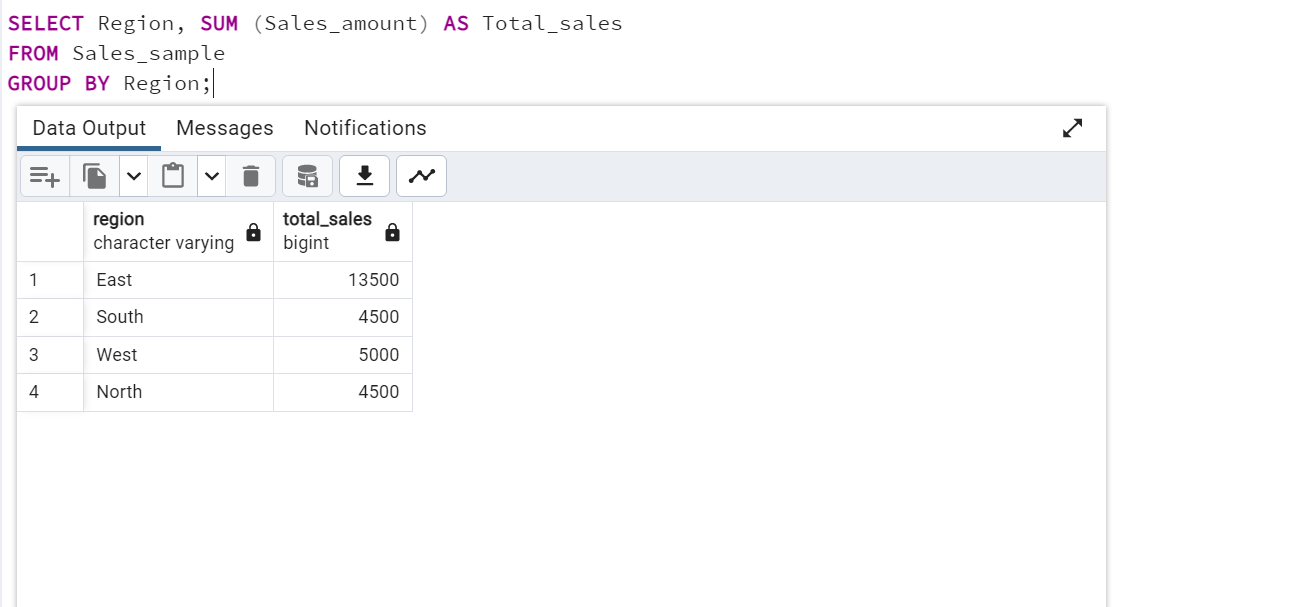 SELECT Region, SUM (Sales_amount) AS Total_sales
FROM Sales_sample
GROUP BY Region;
Data Output Messages Notifications
region total_sales
character varying bigint
1 East 13500
2 South 4500
3 West 5000
4 North 4500